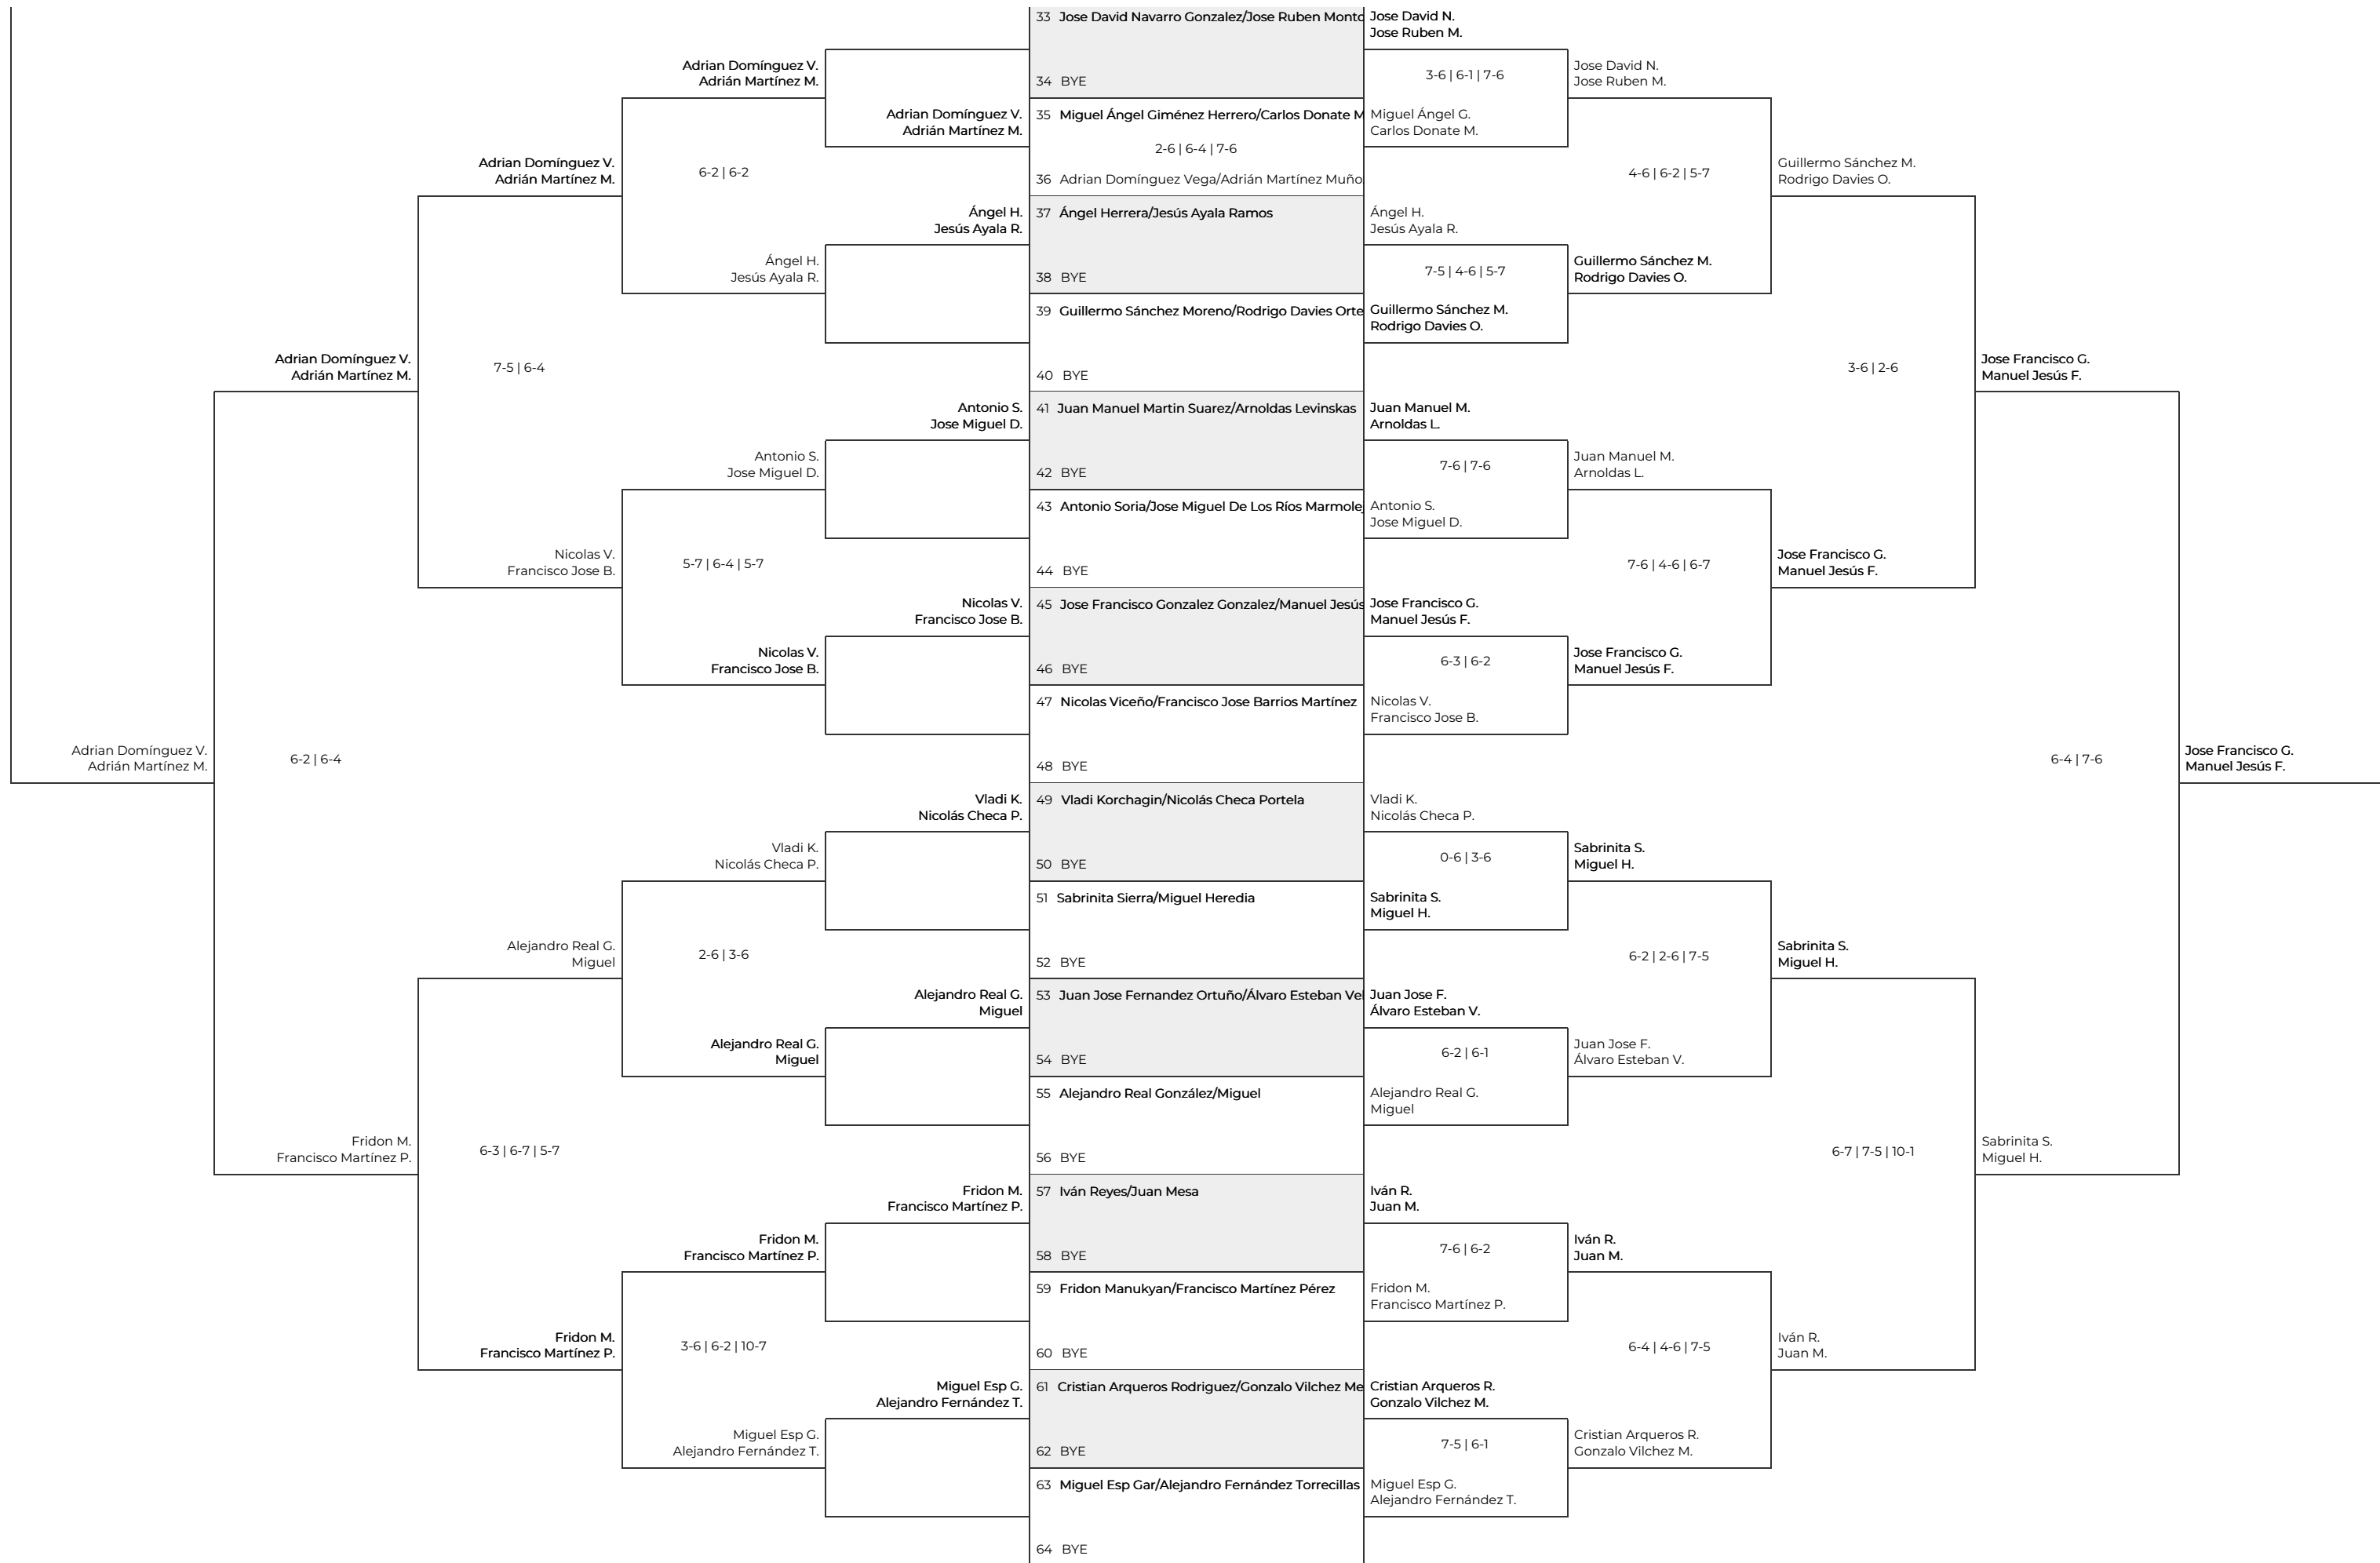 33 Jose David Navarro Gonzalez/Jose Ruben Monto
Jose David N.
Jose Ruben M.
Adrian Domínguez V.
Adrián Martínez M.
34 BYE
3-6 | 6-1 | 7-6
Jose David N.
Jose Ruben M.
Adrian Domínguez V.
Adrián Martínez M.
35 Miguel Ángel Giménez Herrero/Carlos Donate M
Miguel Ángel G.
Carlos Donate M.
2-6 | 6-4 | 7-6
Adrian Domínguez V.
Adrián Martínez M.
6-2 | 6-2
36 Adrian Domínguez Vega/Adrián Martínez Muño
4-6 | 6-2 | 5-7
Guillermo Sánchez M.
Rodrigo Davies O.
Ángel H.
Jesús Ayala R.
37 Ángel Herrera/Jesús Ayala Ramos
Ángel H.
Jesús Ayala R.
Ángel H.
Jesús Ayala R.
38 BYE
7-5 | 4-6 | 5-7
Guillermo Sánchez M.
Rodrigo Davies O.
39 Guillermo Sánchez Moreno/Rodrigo Davies Orte
Guillermo Sánchez M.
Rodrigo Davies O.
Adrian Domínguez V.
Adrián Martínez M.
7-5 | 6-4
40 BYE
3-6 | 2-6
Jose Francisco G.
Manuel Jesús F.
Antonio S.
Jose Miguel D.
41 Juan Manuel Martin Suarez/Arnoldas Levinskas
Juan Manuel M.
Arnoldas L.
Antonio S.
Jose Miguel D.
42 BYE
7-6 | 7-6
Juan Manuel M.
Arnoldas L.
43 Antonio Soria/Jose Miguel De Los Ríos Marmolej
Antonio S.
Jose Miguel D.
Nicolas V.
Francisco Jose B.
5-7 | 6-4 | 5-7
44 BYE
7-6 | 4-6 | 6-7
Jose Francisco G.
Manuel Jesús F.
Nicolas V.
Francisco Jose B.
45 Jose Francisco Gonzalez Gonzalez/Manuel Jesús
Jose Francisco G.
Manuel Jesús F.
Nicolas V.
Francisco Jose B.
46 BYE
6-3 | 6-2
Jose Francisco G.
Manuel Jesús F.
47 Nicolas Viceño/Francisco Jose Barrios Martínez
Nicolas V.
Francisco Jose B.
Adrian Domínguez V.
Adrián Martínez M.
6-2 | 6-4
48 BYE
6-4 | 7-6
Jose Francisco G.
Manuel Jesús F.
Vladi K.
Nicolás Checa P.
49 Vladi Korchagin/Nicolás Checa Portela
Vladi K.
Nicolás Checa P.
Vladi K.
Nicolás Checa P.
50 BYE
0-6 | 3-6
Sabrinita S.
Miguel H.
51 Sabrinita Sierra/Miguel Heredia
Sabrinita S.
Miguel H.
Alejandro Real G.
Miguel
2-6 | 3-6
52 BYE
6-2 | 2-6 | 7-5
Sabrinita S.
Miguel H.
Alejandro Real G.
Miguel
53 Juan Jose Fernandez Ortuño/Álvaro Esteban Vel
Juan Jose F.
Álvaro Esteban V.
Alejandro Real G.
Miguel
54 BYE
6-2 | 6-1
Juan Jose F.
Álvaro Esteban V.
55 Alejandro Real González/Miguel
Alejandro Real G.
Miguel
Fridon M.
Francisco Martínez P.
6-3 | 6-7 | 5-7
56 BYE
6-7 | 7-5 | 10-1
Sabrinita S.
Miguel H.
Fridon M.
Francisco Martínez P.
57 Iván Reyes/Juan Mesa
Iván R.
Juan M.
Fridon M.
Francisco Martínez P.
58 BYE
7-6 | 6-2
Iván R.
Juan M.
59 Fridon Manukyan/Francisco Martínez Pérez
Fridon M.
Francisco Martínez P.
Fridon M.
Francisco Martínez P.
3-6 | 6-2 | 10-7
60 BYE
6-4 | 4-6 | 7-5
Iván R.
Juan M.
Miguel Esp G.
Alejandro Fernández T.
61 Cristian Arqueros Rodriguez/Gonzalo Vilchez Me
Cristian Arqueros R.
Gonzalo Vilchez M.
Miguel Esp G.
Alejandro Fernández T.
62 BYE
7-5 | 6-1
Cristian Arqueros R.
Gonzalo Vilchez M.
63 Miguel Esp Gar/Alejandro Fernández Torrecillas
Miguel Esp G.
Alejandro Fernández T.
64 BYE